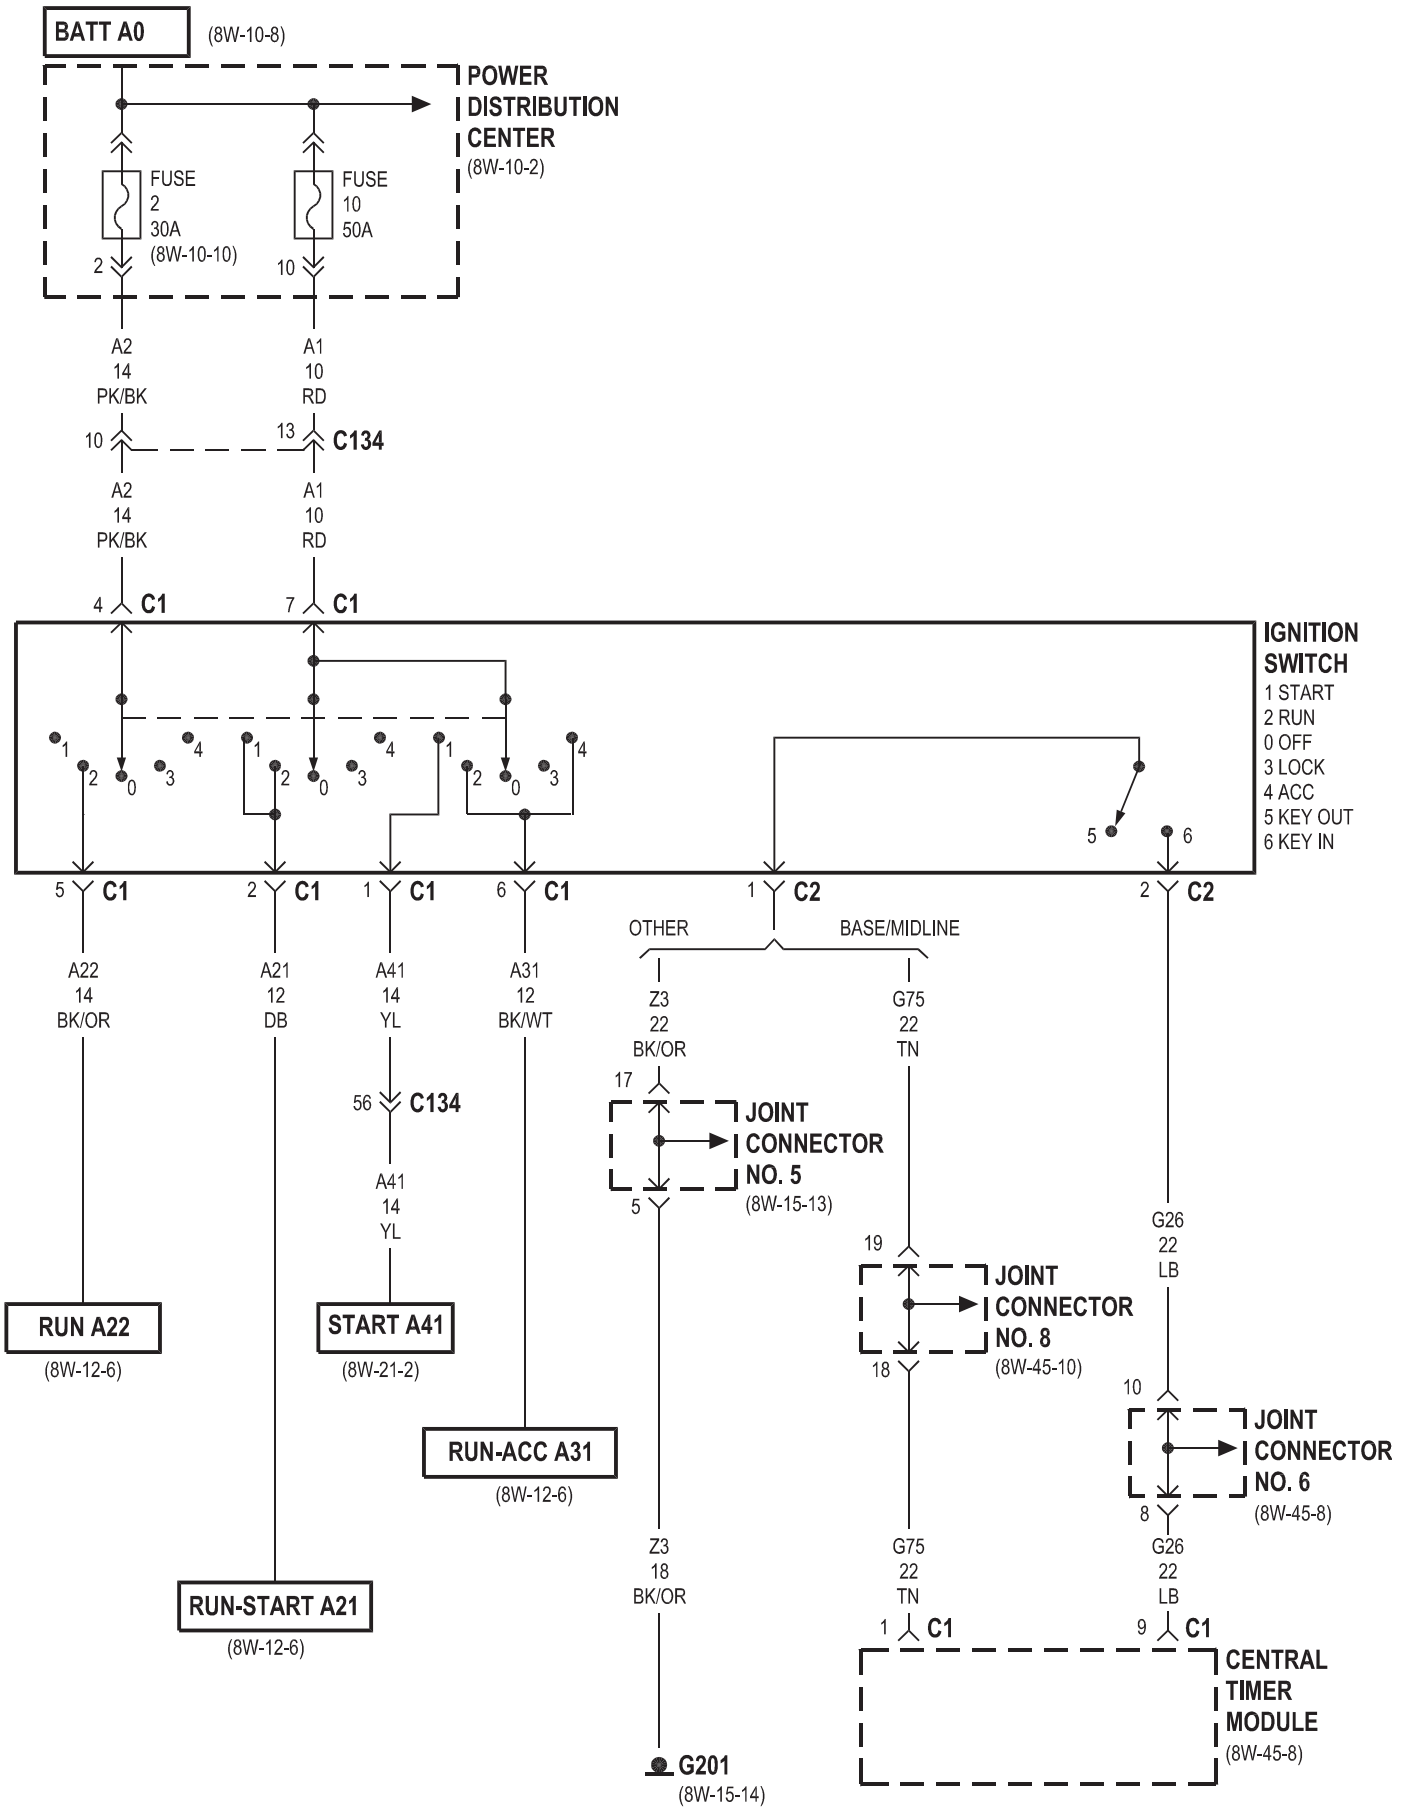 BATT A0
(8W-10-8)
POWER
DISTRIBUTION
CENTER
(8W-10-2)
FUSE
2
30A
(8W-10-10)
FUSE
10
50A
2
10
A2
14
PK/BK
A1
10
RD
10
13
C134
A2
14
PK/BK
A1
10
RD
4
C1
7
C1
IGNITION
SWITCH
1 START
2 RUN
0 OFF
3 LOCK
4 ACC
5 KEY OUT
6 KEY IN
1
2
0
3
4
1
2
0
3
4
1
2
0
3
4
5
6
5
C1
2
C1
1
C1
6
C1
1
C2
2
C2
OTHER
BASE/MIDLINE
A22
14
BK/OR
A21
12
DB
A41
14
YL
A31
12
BK/WT
Z3
22
BK/OR
G75
22
TN
56
C134
17
JOINT
CONNECTOR
NO. 5
(8W-15-13)
5
A41
14
YL
G26
22
LB
19
JOINT
CONNECTOR
NO. 8
(8W-45-10)
18
RUN A22
(8W-12-6)
START A41
(8W-21-2)
10
JOINT
CONNECTOR
NO. 6
(8W-45-8)
8
RUN-ACC A31
(8W-12-6)
Z3
18
BK/OR
G75
22
TN
G26
22
LB
RUN-START A21
(8W-12-6)
1
C1
9
C1
CENTRAL
TIMER
MODULE
(8W-45-8)
G201
(8W-15-14)